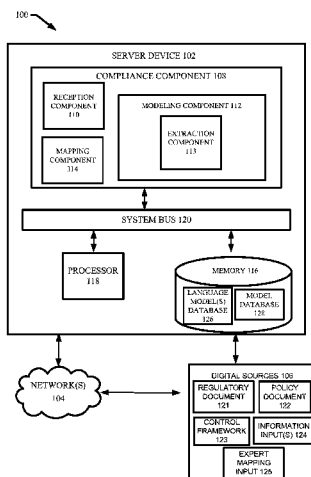 100
SERVER DEVICE 102
COMPLIANCE COMPONENT 108
RECEPTION
COMPONENT
110
MODELING COMPONENT 112
EXTRACTION
COMPONENT
113
MAPPING
COMPONENT
114
SYSTEM BUS 120
PROCESSOR
118
MEMORY 116
LANGUAGE
MODEL(S)
DATABASE
126
MODEL
DATABASE
128
NETWORK(S)
104
DIGITAL SOURCES 106
REGULATORY
DOCUMENT
121
POLICY
DOCUMENT
122
CONTROL
FRAMEWORK
123
INFORMATION
INPUT(S) 124
EXPERT
MAPPING
INPUT 125